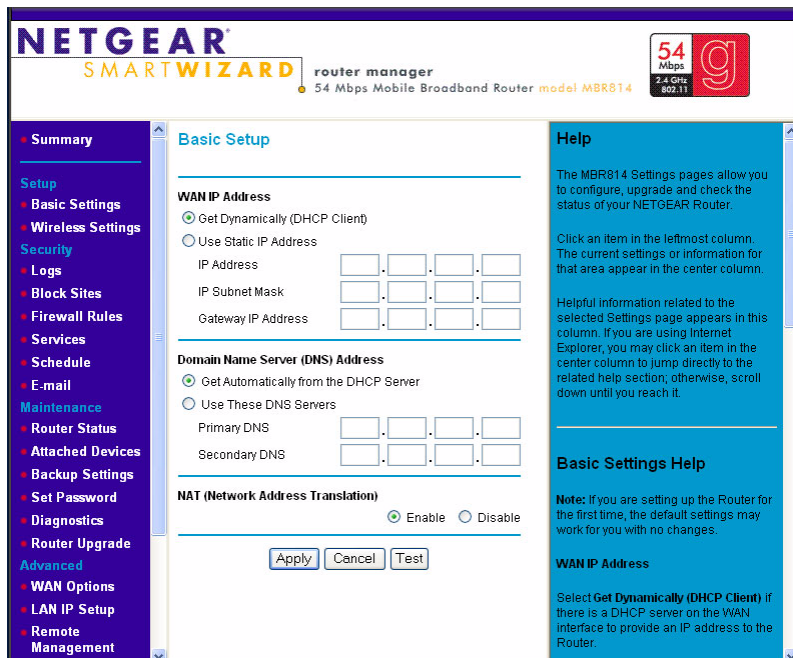 NETGEAR
SMARTWIZARD router manager
54 Mbps Mobile Broadband Router model MBR814
54
Mbps
2.4 GHz
802.11
g
Summary
Setup
Basic Settings
Wireless Settings
Security
Logs
Block Sites
Firewall Rules
Services
Schedule
E-mail
Maintenance
Router Status
Attached Devices
Backup Settings
Set Password
Diagnostics
Router Upgrade
Advanced
WAN Options
LAN IP Setup
Remote
Management
Basic Setup
WAN IP Address
Get Dynamically (DHCP Client)
Use Static IP Address
IP Address
IP Subnet Mask
Gateway IP Address
Domain Name Server (DNS) Address
Get Automatically from the DHCP Server
Use These DNS Servers
Primary DNS
Secondary DNS
NAT (Network Address Translation)
Enable Disable
Apply Cancel Test
Help
The MBR814 Settings pages allow you
to configure, upgrade and check the
status of your NETGEAR Router.
Click an item in the leftmost column.
The current settings or information for
that area appear in the center column.
Helpful information related to the
selected Settings page appears in this
column. If you are using Internet
Explorer, you may click an item in the
center column to jump directly to the
related help section; otherwise, scroll
down until you reach it.
Basic Settings Help
Note: If you are setting up the Router for
the first time, the default settings may
work for you with no changes.
WAN IP Address
Select Get Dynamically (DHCP Client) if
there is a DHCP server on the WAN
interface to provide an IP address to the
Router.